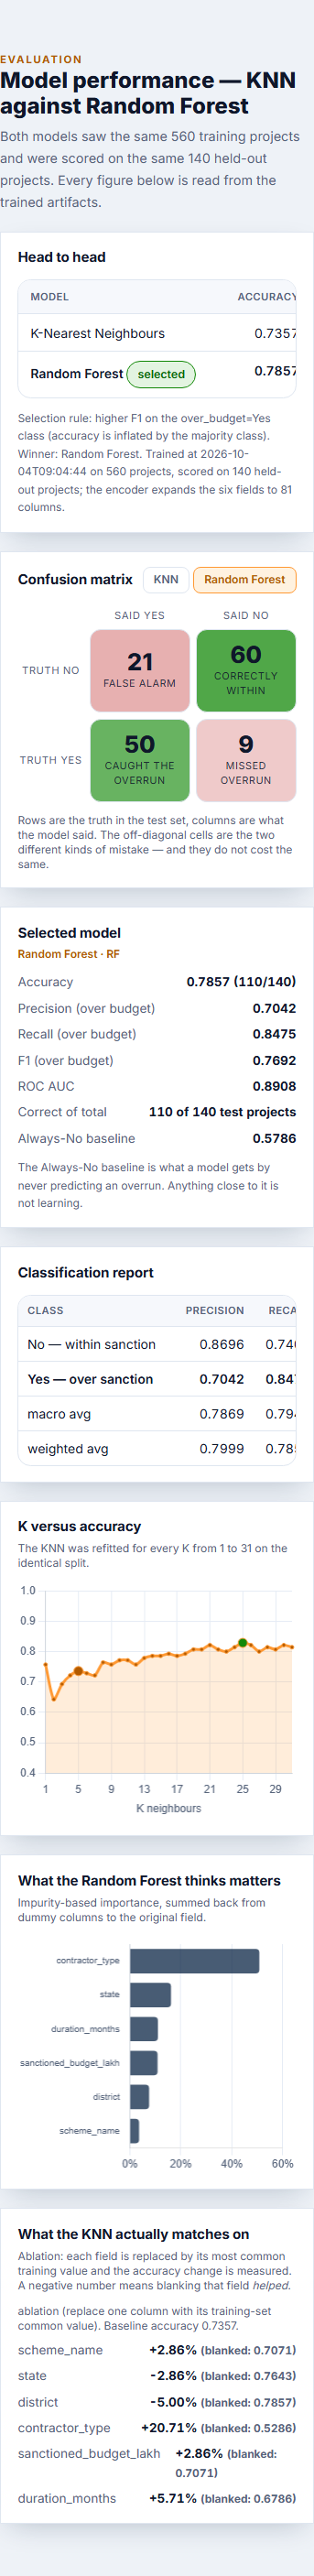 EVALUATION
Model performance — KNN
against Random Forest
Both models saw the same 560 training projects
and were scored on the same 140 held-out
projects. Every figure below is read from the
trained artifacts.
Head to head
MODEL ACCURACY
K-Nearest Neighbours 0.7357
Random Forest selected 0.7857
Selection rule: higher F1 on the over_budget=Yes
class (accuracy is inflated by the majority class).
Winner: Random Forest. Trained at 2026-10-
04T09:04:44 on 560 projects, scored on 140 held-
out projects; the encoder expands the six fields to 81
columns.
Confusion matrix KNN Random Forest
SAID YES SAID NO
TRUTH NO
21
FALSE ALARM
60
CORRECTLY
WITHIN
TRUTH YES
50
CAUGHT THE
OVERRUN
9
MISSED
OVERRUN
Rows are the truth in the test set, columns are what
the model said. The off-diagonal cells are the two
different kinds of mistake — and they do not cost the
same.
Selected model
Random Forest · RF
Accuracy 0.7857 (110/140)
Precision (over budget) 0.7042
Recall (over budget) 0.8475
F1 (over budget) 0.7692
ROC AUC 0.8908
Correct of total 110 of 140 test projects
Always-No baseline 0.5786
The Always-No baseline is what a model gets by
never predicting an overrun. Anything close to it is
not learning.
Classification report
CLASS PRECISION RECA
No — within sanction 0.8696 0.740
Yes — over sanction 0.7042 0.847
macro avg 0.7869 0.794
weighted avg 0.7999 0.785
K versus accuracy
The KNN was refitted for every K from 1 to 31 on the
identical split.
1.0
0.9
0.8
0.7
0.6
0.5
0.4
1 5 9 13 17 21 25 29
K neighbours
What the Random Forest thinks matters
Impurity-based importance, summed back from
dummy columns to the original field.
contractor_type
state
duration_months
sanctioned_budget_lakh
district
scheme_name
0% 20% 40% 60%
What the KNN actually matches on
Ablation: each field is replaced by its most common
training value and the accuracy change is measured.
A negative number means blanking that field helped.
ablation (replace one column with its training-set
common value). Baseline accuracy 0.7357.
scheme_name +2.86% (blanked: 0.7071)
state -2.86% (blanked: 0.7643)
district -5.00% (blanked: 0.7857)
contractor_type +20.71% (blanked: 0.5286)
sanctioned_budget_lakh +2.86% (blanked:
0.7071)
duration_months +5.71% (blanked: 0.6786)